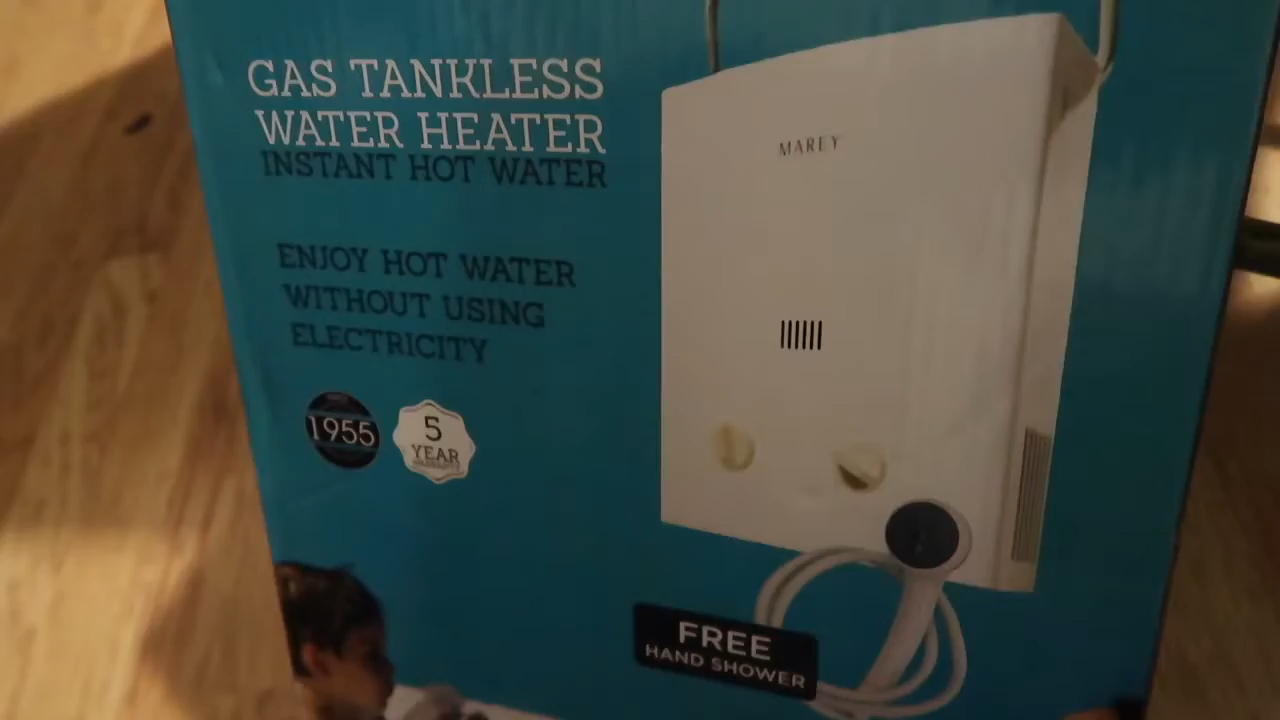 GAS TANKLESS
WATER HEATER
INSTANT HOT WATER
ENJOY HOT WATER
WITHOUT USING
ELECTRICITY
1955
5
YEAR
MAREY
FREE
HAND SHOWER